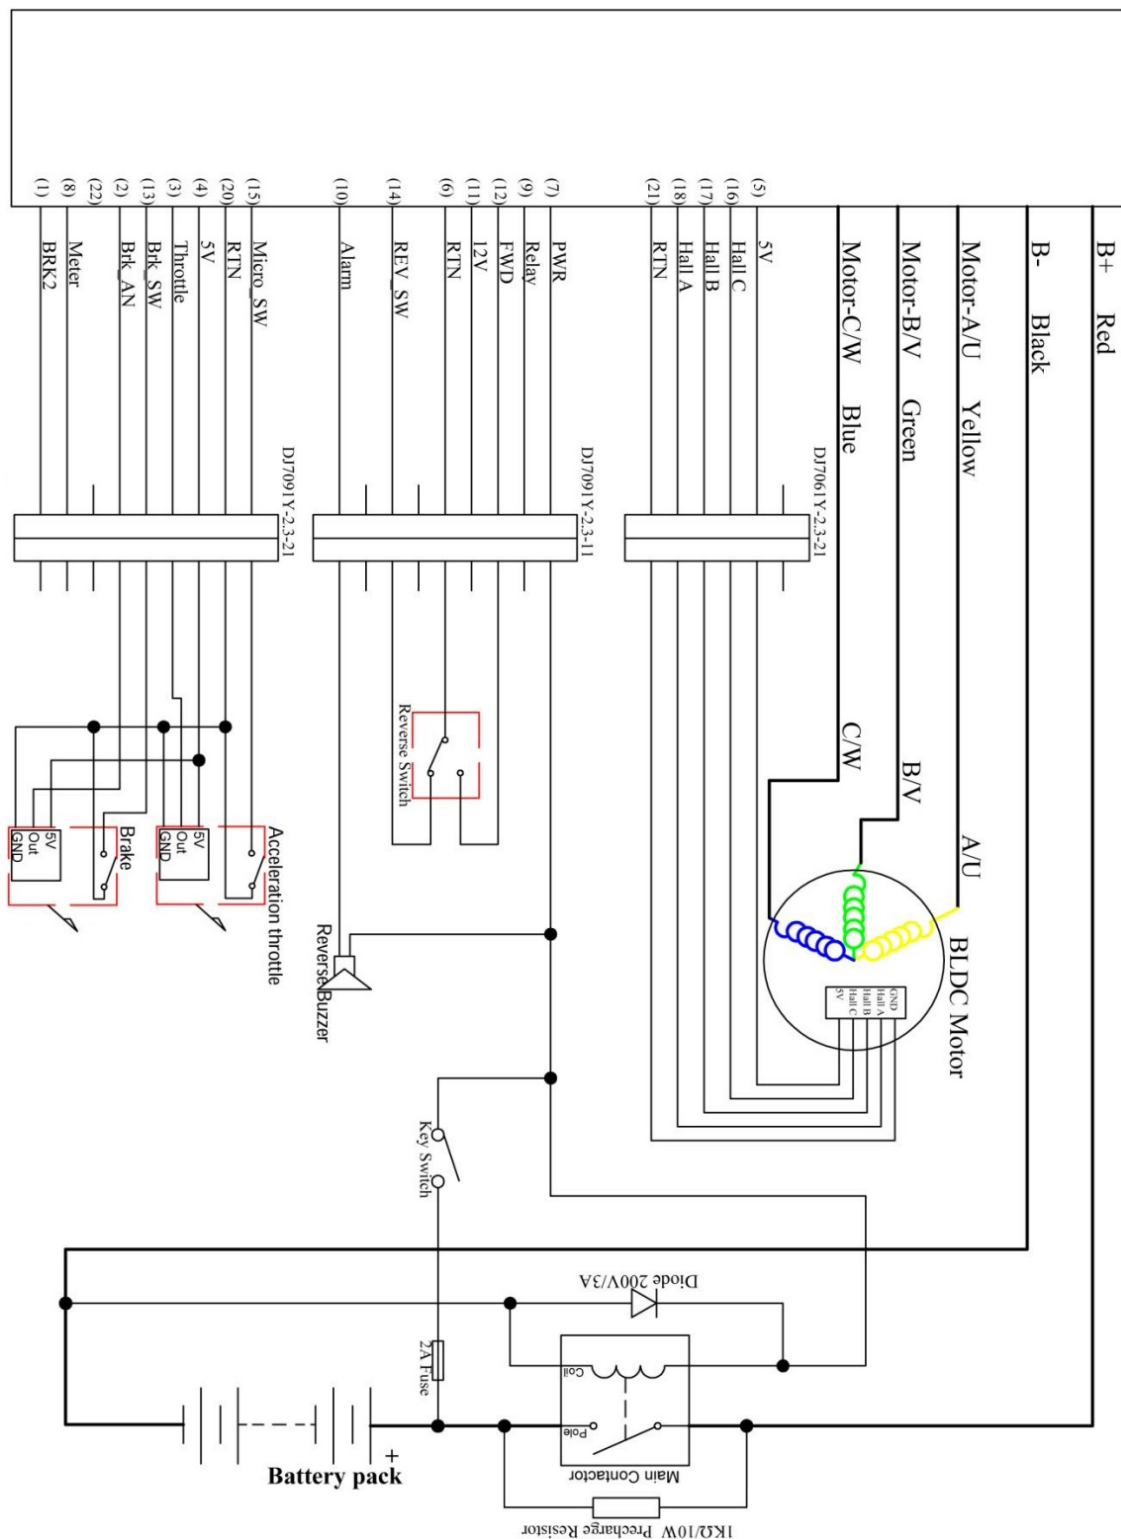 (1)
(8)
(22)
(2)
(13)
(3)
(4)
(20)
(15)
(10)
(14)
(6)
(11)
(12)
(9)
(7)
(21)
(18)
(17)
(16)
(5)
BRK2
Meter
Brk_AN
Brk_SW
Throttle
5V
RTN
Micro_SW
Alarm
REV_SW
RTN
12V
FWD
Relay
PWR
RTN
Hall A
Hall B
Hall C
5V
Motor-C/W Blue
Motor-B/V Green
Motor-A/U Yellow
B- Black
B+ Red
DJ7091Y-2.3-21
DJ7091Y-2.3-11
DJ7061Y-2.3-21
Reverse Switch
C/W
B/V
A/U
GND
Out
5V
Brake
GND
Out
5V
Acceleration throttle
Reverse Buzzer
BLDC Motor
GND
Hall A
Hall B
Hall C
5V
Key Switch
Diode 200V/3A
2A Fuse
Coil
Pole
Main Contactor
+
Battery pack
1KΩ/10W Precharge Resistor